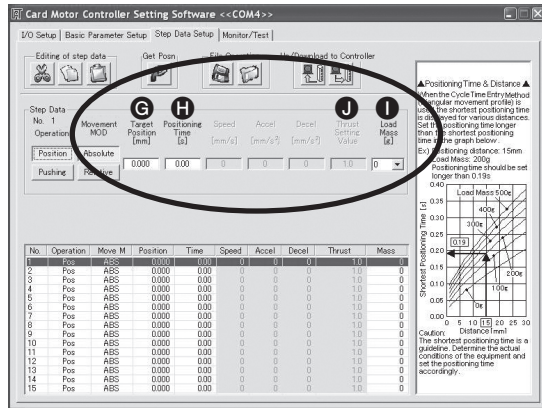 Card Motor Controller Setting Software <<COM4>>
I/O Setup | Basic Parameter Setup | Step Data Setup | Monitor/Test
Editing of step data
Get Posn
Up/Download to Controller
G H J I
Step Data
No. 1
Operation
Movement MOD
Target Position [mm]
Positioning Time [s]
Speed [mm/s]
Accel [mm/s²]
Decel [mm/s²]
Thrust Setting Value
Load Mass [g]
Position Absolute 0.000 0.00 0 0 0 1.0 0
Pushing Relative
No. Operation Move M Position Time Speed Accel Decel Thrust Mass
1 Pos ABS 0.000 0.00 0 0 0 1.0 0
2 Pos ABS 0.000 0.00 0 0 0 1.0 0
3 Pos ABS 0.000 0.00 0 0 0 1.0 0
4 Pos ABS 0.000 0.00 0 0 0 1.0 0
5 Pos ABS 0.000 0.00 0 0 0 1.0 0
6 Pos ABS 0.000 0.00 0 0 0 1.0 0
7 Pos ABS 0.000 0.00 0 0 0 1.0 0
8 Pos ABS 0.000 0.00 0 0 0 1.0 0
9 Pos ABS 0.000 0.00 0 0 0 1.0 0
10 Pos ABS 0.000 0.00 0 0 0 1.0 0
11 Pos ABS 0.000 0.00 0 0 0 1.0 0
12 Pos ABS 0.000 0.00 0 0 0 1.0 0
13 Pos ABS 0.000 0.00 0 0 0 1.0 0
14 Pos ABS 0.000 0.00 0 0 0 1.0 0
15 Pos ABS 0.000 0.00 0 0 0 1.0 0
▲Positioning Time & Distance▲
When the Cycle Time Entry Method
(triangular movement profile) is
used the shortest positioning time
is displayed for various distances.
Set the positioning time longer
than the shortest positioning
time in the graph below.
Ex) Positioning distance: 15mm
Load Mass: 200g
Positioning time should be set
longer than 0.19s
Shortest Positioning Time [s]
0.40
0.35
0.30
0.25
0.20
0.19
0.15
0.10
0.05
0.00
Load Mass 500g
400g
300g
200g
100g
0g
0 5 10 15 20 25 30
Distance [mm]
Caution:
The shortest positioning time is a
guideline. Determine the actual
conditions of the equipment and
set the positioning time
accordingly.